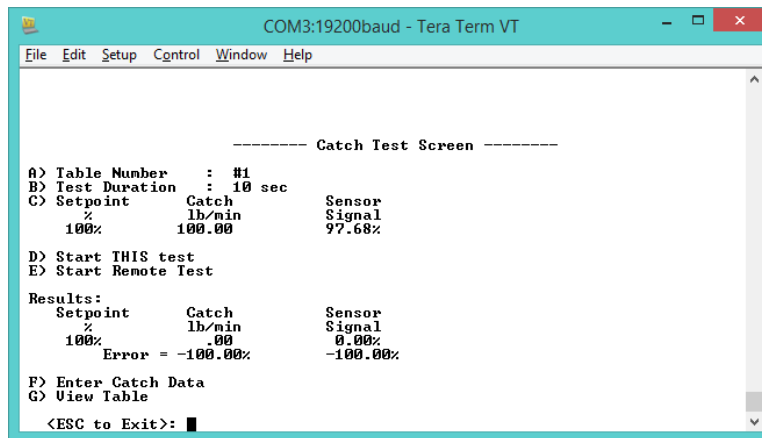 COM3:19200baud - Tera Term VT
File Edit Setup Control Window Help
-------- Catch Test Screen --------
A) Table Number : #1
B) Test Duration : 10 sec
C) Setpoint Catch Sensor
% lb/min Signal
100% 100.00 97.68%
D) Start THIS test
E) Start Remote Test
Results:
Setpoint Catch Sensor
% lb/min Signal
100% .00 0.00%
Error = -100.00% -100.00%
F) Enter Catch Data
G) View Table
<ESC to Exit>: